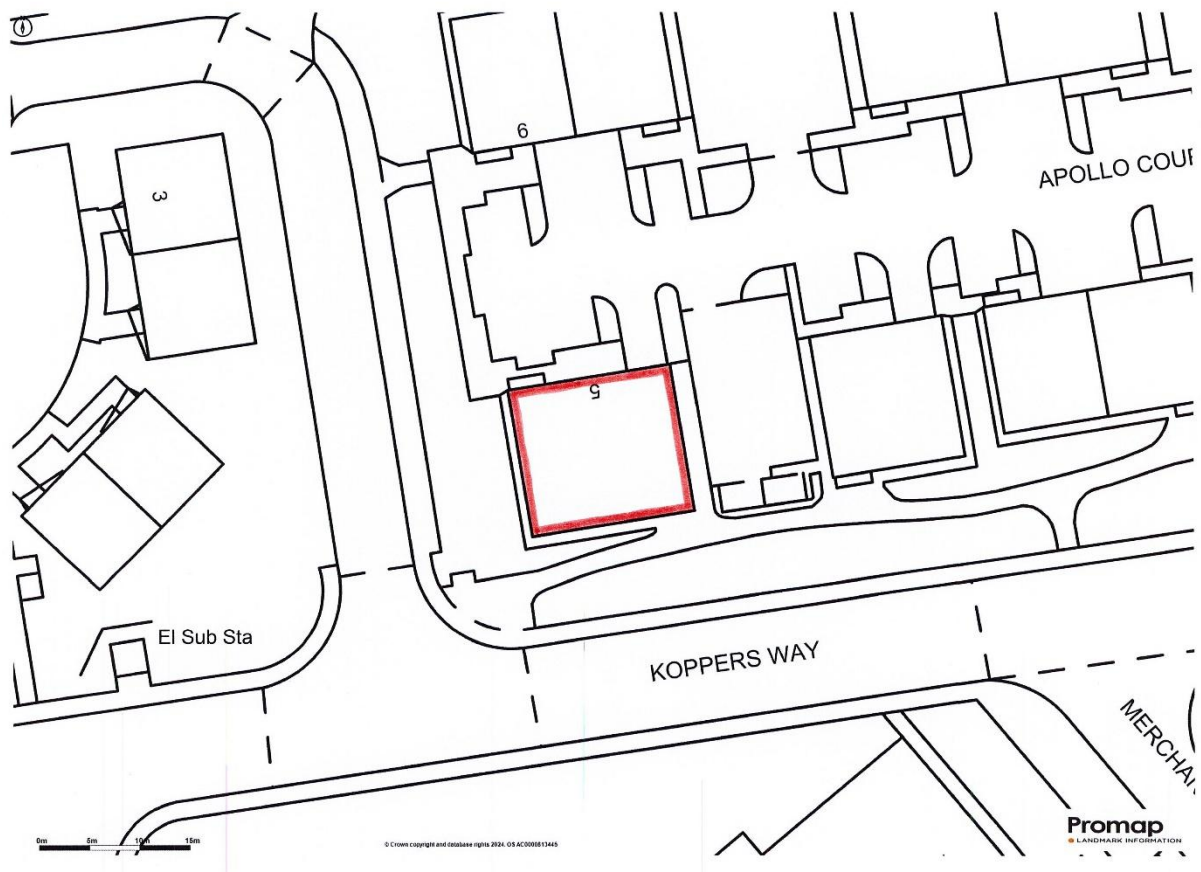 6
3
APOLLO COUR
5
El Sub Sta
KOPPERS WAY
MERCHAN
0m 5m 10m 15m
© Crown copyright and database rights 2024. OS AC0000813445
Promap
LANDMARK INFORMATION